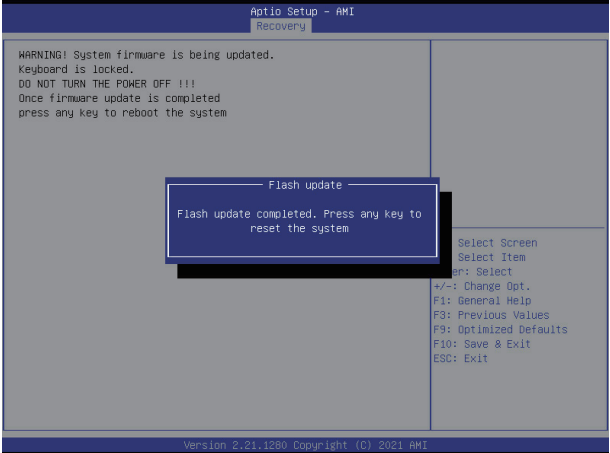 Aptio Setup - AMI
Recovery
WARNING! System firmware is being updated.
Keyboard is locked.
DO NOT TURN THE POWER OFF !!!
Once firmware update is completed
press any key to reboot the system
Flash update
Flash update completed. Press any key to
reset the system
Select Screen
Select Item
er: Select
+/-: Change Opt.
F1: General Help
F3: Previous Values
F9: Optimized Defaults
F10: Save & Exit
ESC: Exit
Version 2.21.1280 Copyright (C) 2021 AMI